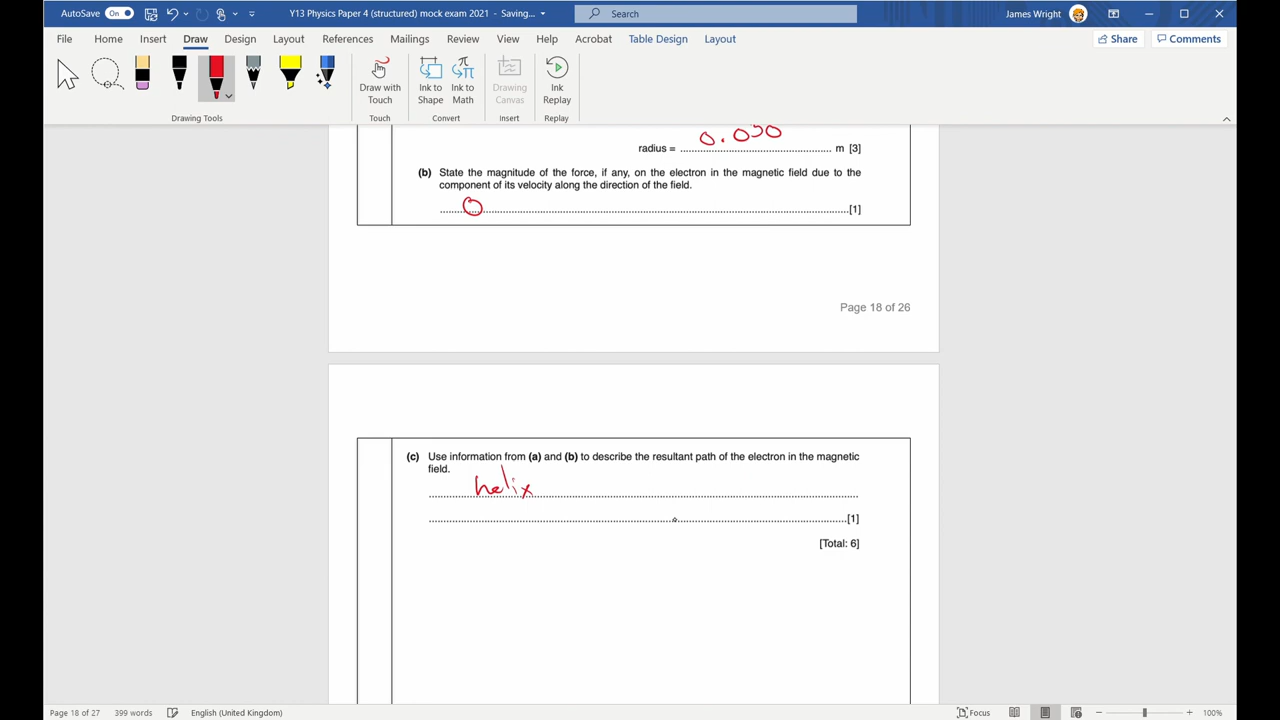 AutoSave On Y13 Physics Paper 4 (structured) mock exam 2021 - Saving... Search James Wright
File Home Insert Draw Design Layout References Mailings Review View Help Acrobat Table Design Layout Share Comments
Draw with Touch
Ink to Shape
Ink to Math
Drawing Canvas
Ink Replay
Drawing Tools Touch Convert Insert Replay
0.030
radius = ........................ m [3]
(b) State the magnitude of the force, if any, on the electron in the magnetic field due to the
component of its velocity along the direction of the field.
0 ........................[1]
Page 18 of 26
(c) Use information from (a) and (b) to describe the resultant path of the electron in the magnetic
field.
helix
........................[1]
[Total: 6]
Page 18 of 27 399 words English (United Kingdom) Focus 100%